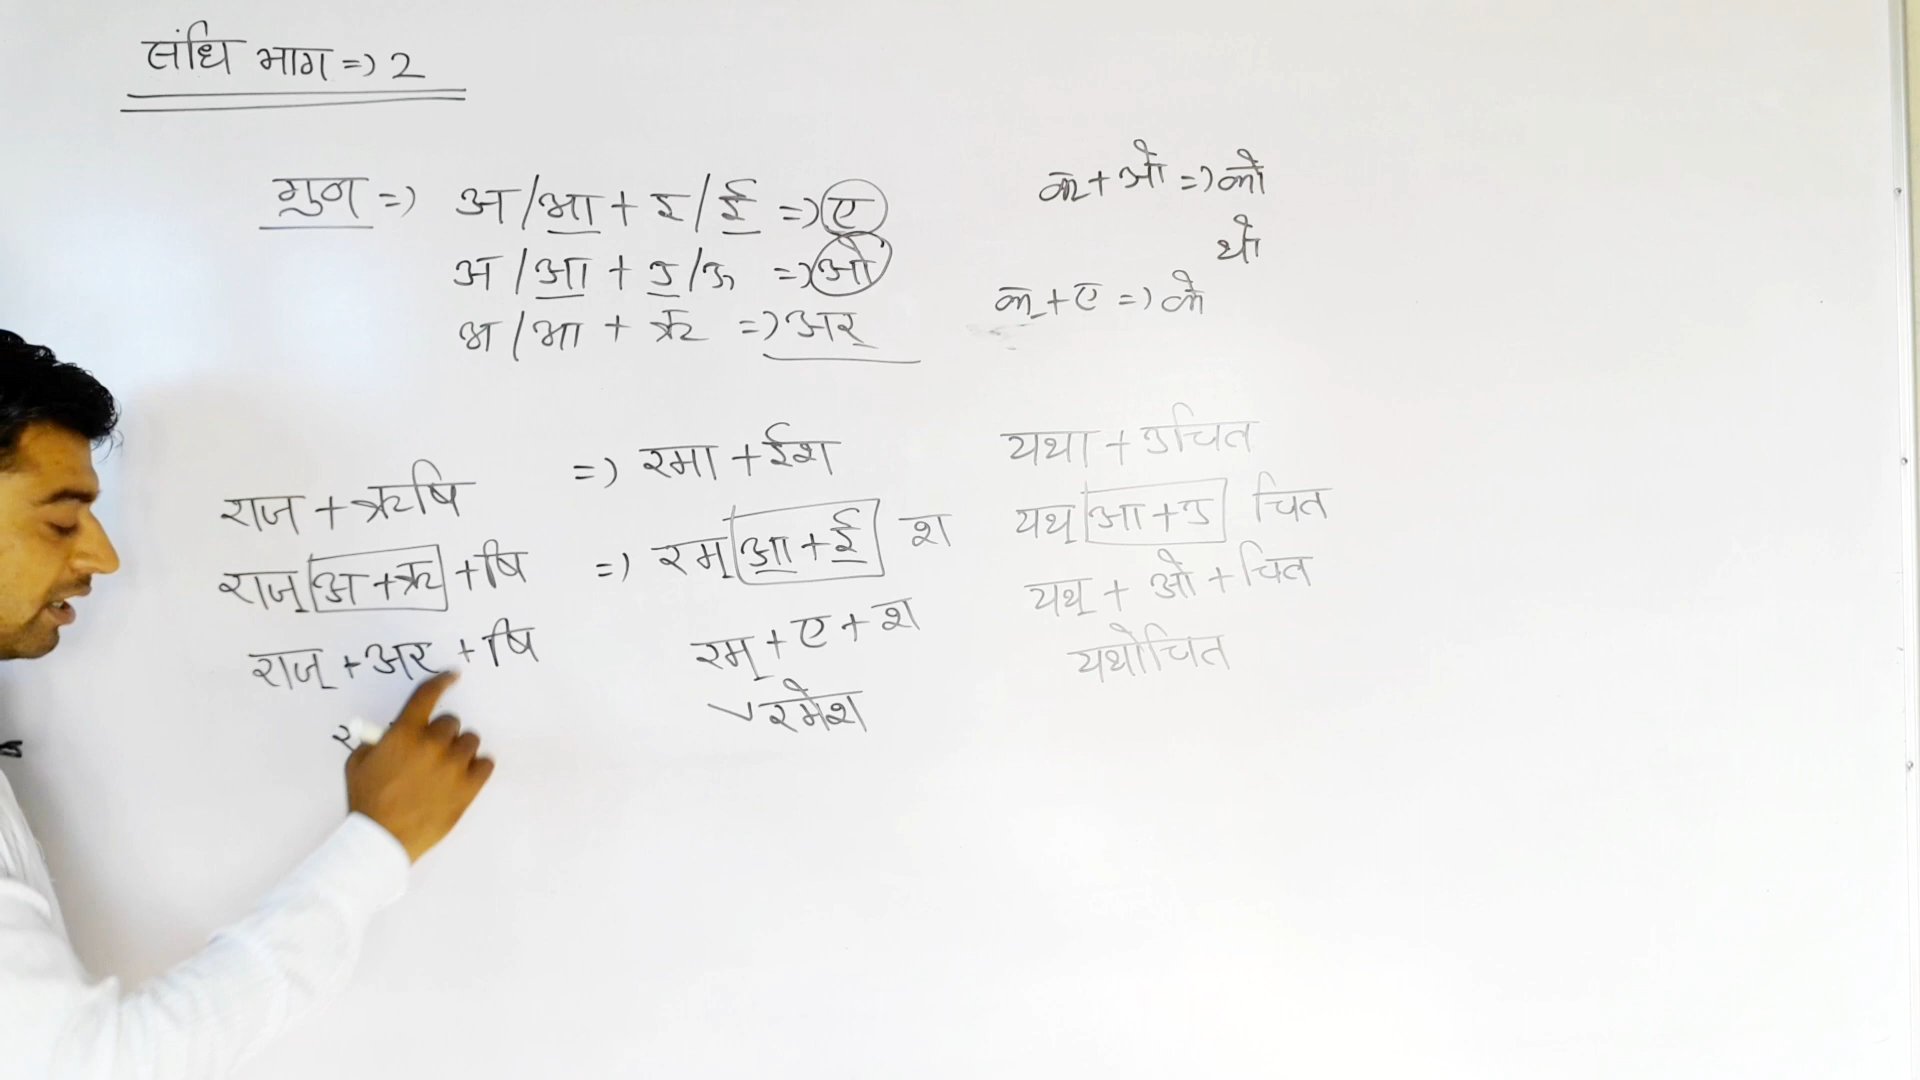 संधि भाग => 2
गुण => अ/आ + इ/ई => ए
अ/आ + उ/ऊ => ओ
अ/आ + ऋ => अर्
क् + ओ => को
थो
क् + ए => के
राज + ऋषि
राज् अ + ऋ + षि
राज् + अर + षि
=> रमा + ईश
=> रम् आ + ई श
रम् + ए + श
रमेश
यथा + उचित
यथ् आ + उ चित
यथ् + ओ + चित
यथोचित